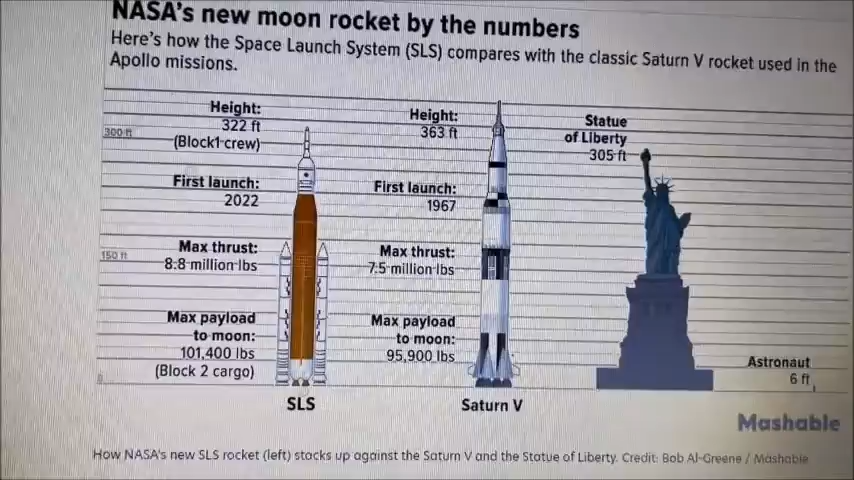 NASA's new moon rocket by the numbers
Here's how the Space Launch System (SLS) compares with the classic Saturn V rocket used in the
Apollo missions.
300 ft
150 ft
0
Height:
322 ft
(Block1 crew)
First launch:
2022
Max thrust:
8.8 million lbs
Max payload
to moon:
101,400 lbs
(Block 2 cargo)
SLS
Height:
363 ft
First launch:
1967
Max thrust:
7.5 million lbs
Max payload
to moon:
95,900 lbs
Saturn V
Statue
of Liberty
305 ft
Astronaut
6 ft
Mashable
How NASA's new SLS rocket (left) stacks up against the Saturn V and the Statue of Liberty. Credit: Bob Al-Greene / Mashable